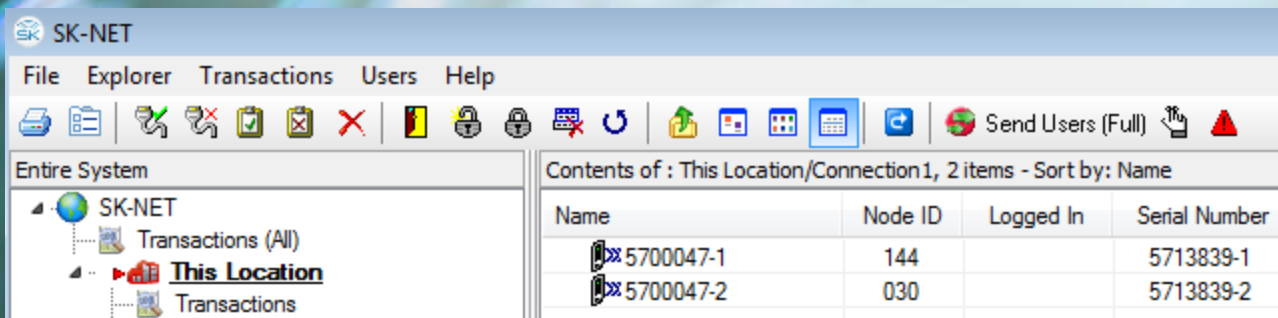 SK-NET
File Explorer Transactions Users Help
Send Users (Full)
Entire System
SK-NET
Transactions (All)
This Location
Transactions
Contents of : This Location/Connection1, 2 items - Sort by: Name
Name Node ID Logged In Serial Number
5700047-1 144 5713839-1
5700047-2 030 5713839-2